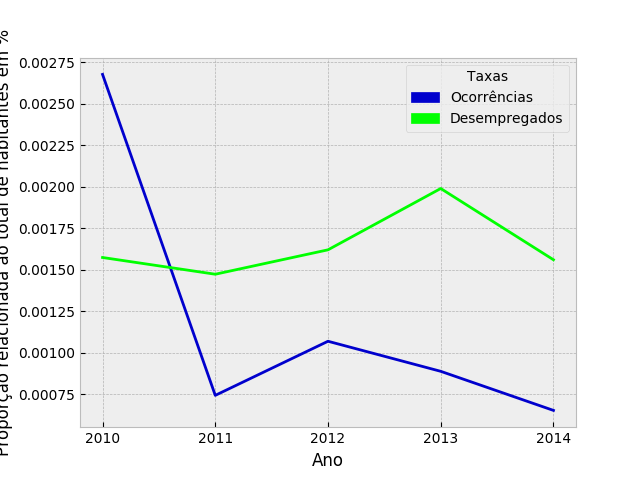 Proporção relacionada ao total de habitantes em %
0.00275
0.00250
0.00225
0.00200
0.00175
0.00150
0.00125
0.00100
0.00075
Taxas
Ocorrências
Desempregados
2010 2011 2012 2013 2014
Ano